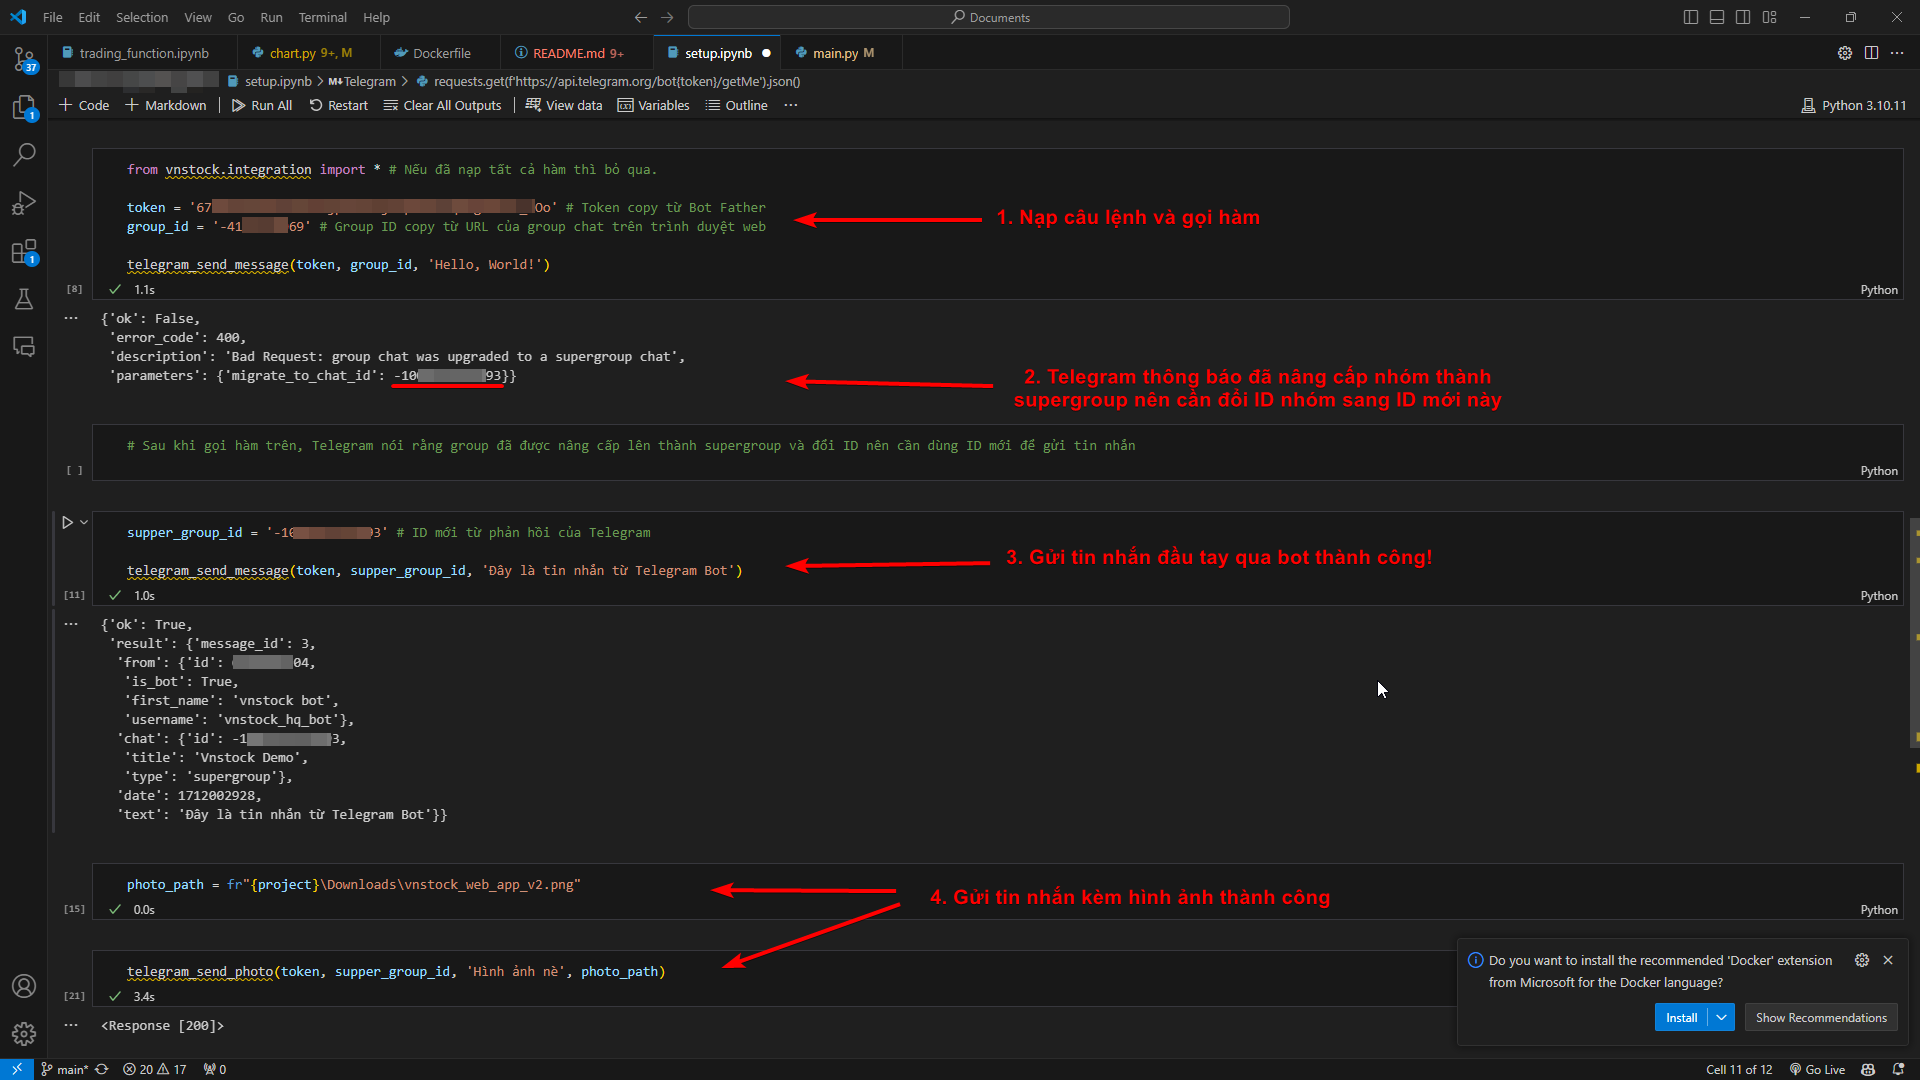 File Edit Selection View Go Run Terminal Help
Documents
trading_function.ipynb
chart.py 9+, M
Dockerfile
README.md 9+
setup.ipynb
main.py M
setup.ipynb > M↓Telegram > requests.get(f'https://api.telegram.org/bot{token}/getMe').json()
+ Code + Markdown Run All Restart Clear All Outputs View data Variables Outline ...
Python 3.10.11
37
1
1
from vnstock.integration import * # Nếu đã nạp tất cả hàm thì bỏ qua.
token = '67 Oo' # Token copy từ Bot Father
group_id = '-41 69' # Group ID copy từ URL của group chat trên trình duyệt web
1. Nạp câu lệnh và gọi hàm
telegram_send_message(token, group_id, 'Hello, World!')
[8] 1.1s
Python
{'ok': False,
'error_code': 400,
'description': 'Bad Request: group chat was upgraded to a supergroup chat',
'parameters': {'migrate_to_chat_id': -10 93}}
2. Telegram thông báo đã nâng cấp nhóm thành
supergroup nên cần đổi ID nhóm sang ID mới này
# Sau khi gọi hàm trên, Telegram nói rằng group đã được nâng cấp lên thành supergroup và đổi ID nên cần dùng ID mới để gửi tin nhắn
[ ]
Python
supper_group_id = '-1 3' # ID mới từ phản hồi của Telegram
3. Gửi tin nhắn đầu tay qua bot thành công!
telegram_send_message(token, supper_group_id, 'Đây là tin nhắn từ Telegram Bot')
[11] 1.0s
Python
{'ok': True,
'result': {'message_id': 3,
'from': {'id': 04,
'is_bot': True,
'first_name': 'vnstock bot',
'username': 'vnstock_hq_bot'},
'chat': {'id': -1 3,
'title': 'Vnstock Demo',
'type': 'supergroup'},
'date': 1712002928,
'text': 'Đây là tin nhắn từ Telegram Bot'}}
photo_path = fr"{project}\Downloads\vnstock_web_app_v2.png"
4. Gửi tin nhắn kèm hình ảnh thành công
[15] 0.0s
Python
telegram_send_photo(token, supper_group_id, 'Hình ảnh nè', photo_path)
[21] 3.4s
<Response [200]>
Do you want to install the recommended 'Docker' extension
from Microsoft for the Docker language?
Install
Show Recommendations
main* 20 17 0
Cell 11 of 12 Go Live